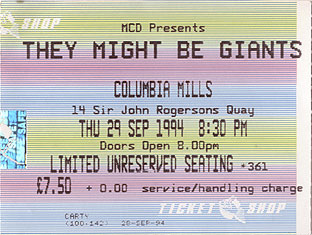 SHOP
MCD Presents
THEY MIGHT BE GIANTS
COLUMBIA MILLS
14 Sir John Rogersons Quay
THU 29 SEP 1994 8:30 PM
Doors Open 8.00pm
LIMITED UNRESERVED SEATING *361
£7.50 + 0.00 service/handling charge
TICKET SHOP
CARTY
(100,142) 28-SEP-94